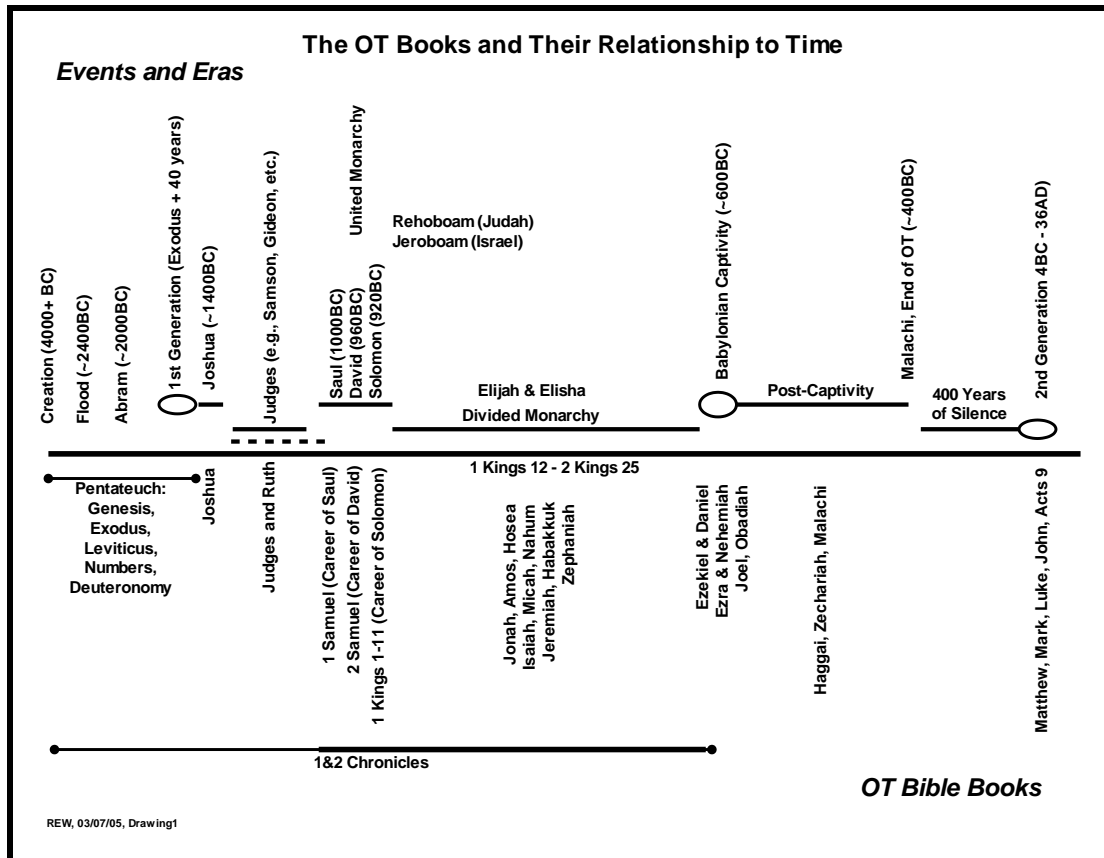 The OT Books and Their Relationship to Time
Events and Eras
Creation (4000+ BC)
Flood (~2400BC)
Abram (~2000BC)
1st Generation (Exodus + 40 years)
Joshua (~1400BC)
Judges (e.g., Samson, Gideon, etc.)
United Monarchy
Saul (1000BC)
David (960BC)
Solomon (920BC)
Rehoboam (Judah)
Jeroboam (Israel)
Elijah & Elisha
Divided Monarchy
Babylonian Captivity (~600BC)
Post-Captivity
Malachi, End of OT (~400BC)
400 Years
of Silence
2nd Generation 4BC - 36AD)
1 Kings 12 - 2 Kings 25
Pentateuch:
Genesis,
Exodus,
Leviticus,
Numbers,
Deuteronomy
Joshua
Judges and Ruth
1 Samuel (Career of Saul)
2 Samuel (Career of David)
1 Kings 1-11 (Career of Solomon)
Jonah, Amos, Hosea
Isaiah, Micah, Nahum
Jeremiah, Habakkuk
Zephaniah
Ezekiel & Daniel
Ezra & Nehemiah
Joel, Obadiah
Haggai, Zechariah, Malachi
Matthew, Mark, Luke, John, Acts 9
1&2 Chronicles
OT Bible Books
REW, 03/07/05, Drawing1